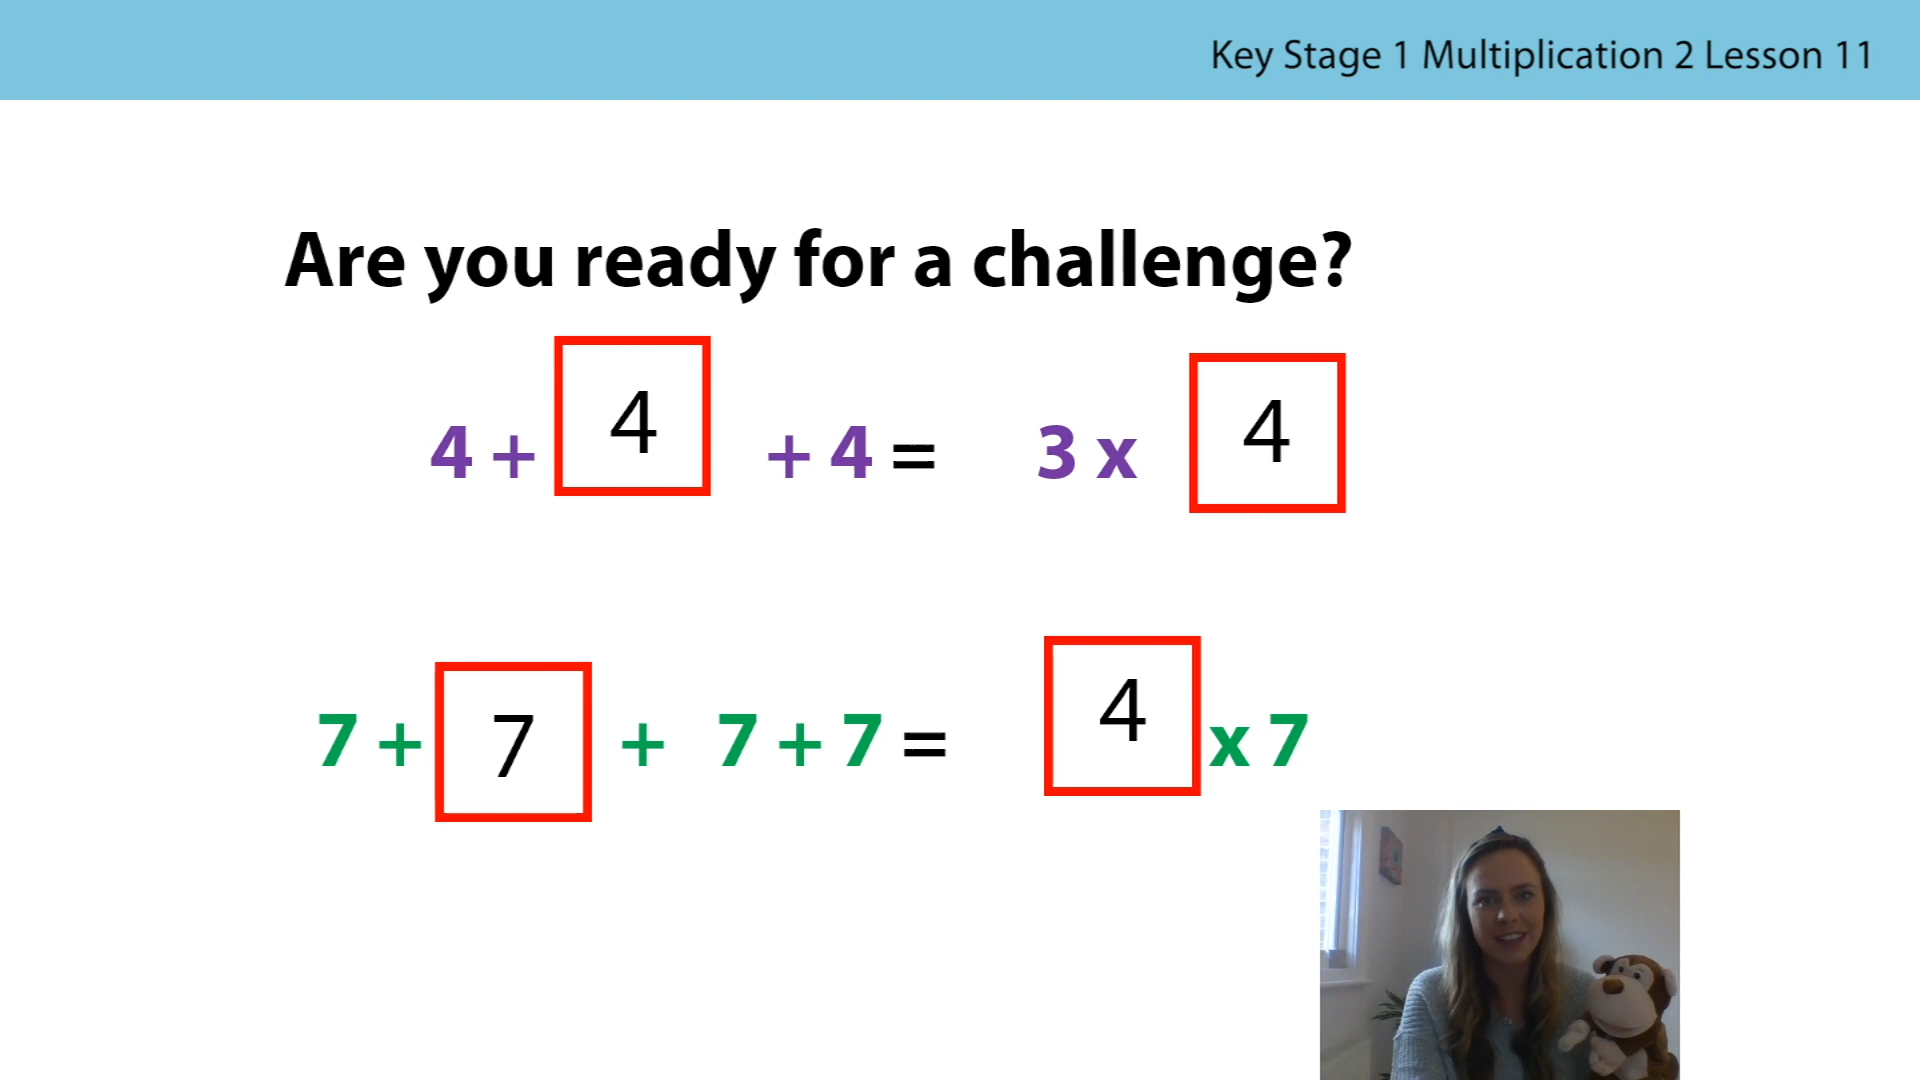 Key Stage 1 Multiplication 2 Lesson 11
Are you ready for a challenge?
4 + 4 + 4 = 3 x 4
7 + 7 + 7 + 7 = 4 x 7